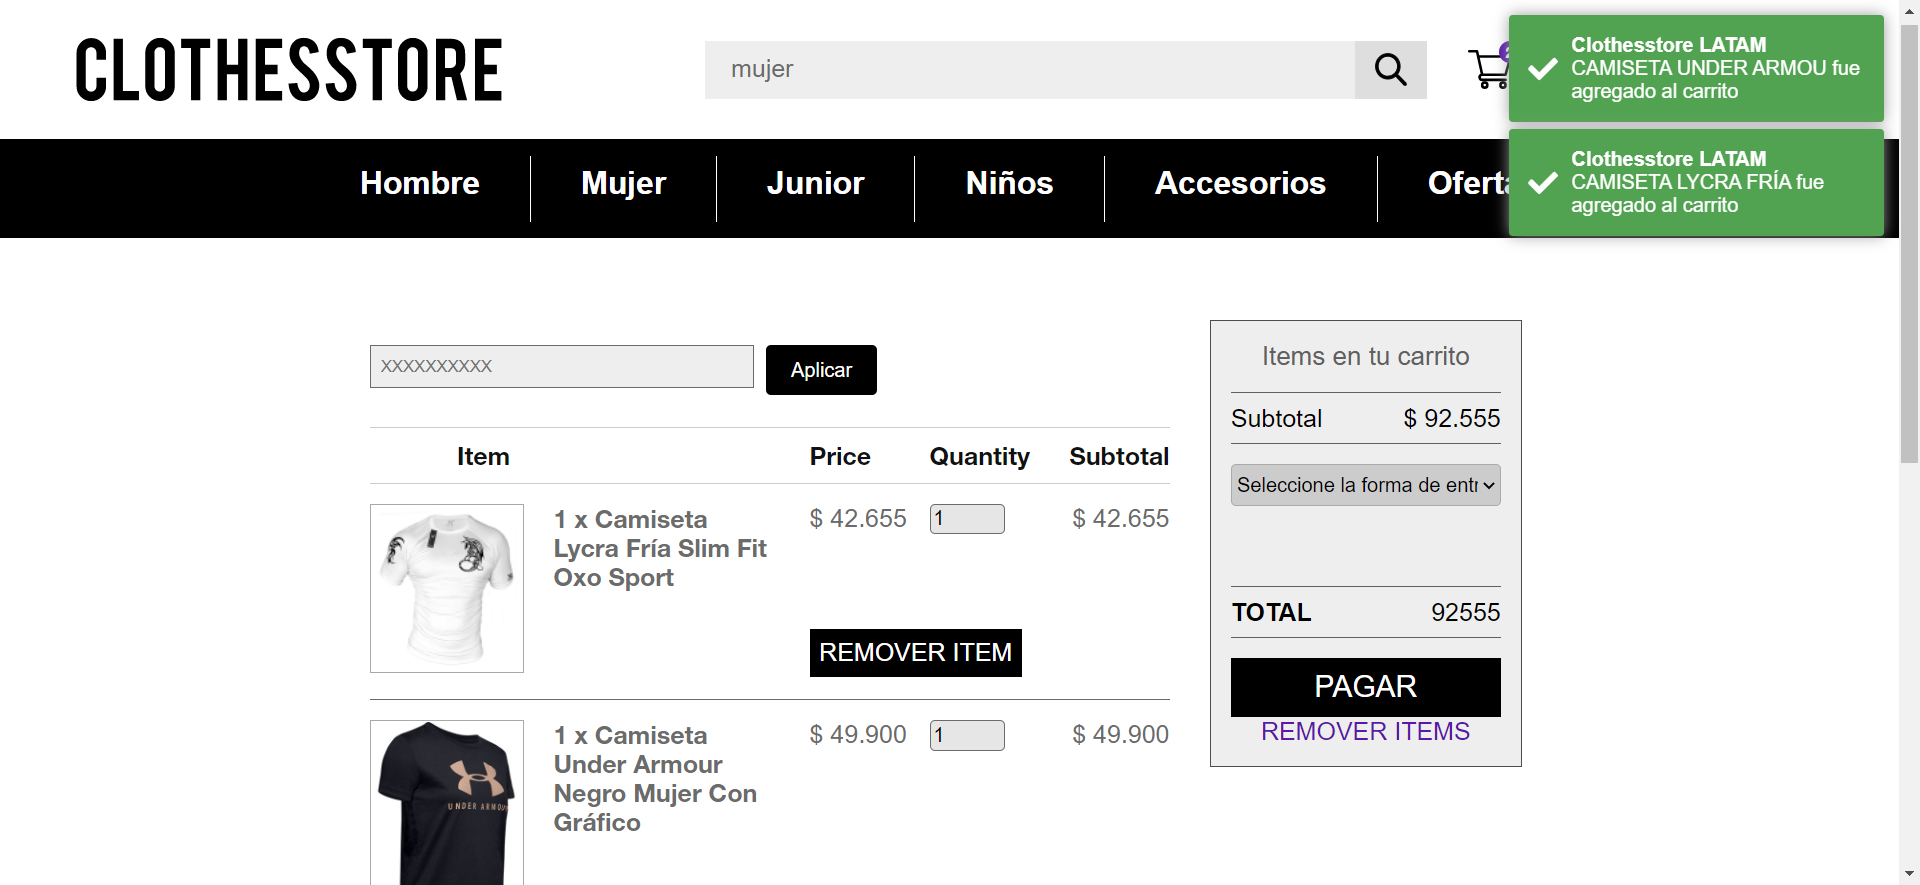 CLOTHESSTORE
mujer
Clothesstore LATAM
CAMISETA UNDER ARMOU fue
agregado al carrito
Clothesstore LATAM
CAMISETA LYCRA FRÍA fue
agregado al carrito
Hombre
Mujer
Junior
Niños
Accesorios
XXXXXXXXXX
Aplicar
Item Price Quantity Subtotal
1 x Camiseta
Lycra Fría Slim Fit
Oxo Sport
$ 42.655
1
$ 42.655
REMOVER ITEM
UNDER ARMOUR
1 x Camiseta
Under Armour
Negro Mujer Con
Gráfico
$ 49.900
1
$ 49.900
Items en tu carrito
Subtotal $ 92.555
Seleccione la forma de entr
TOTAL 92555
PAGAR
REMOVER ITEMS